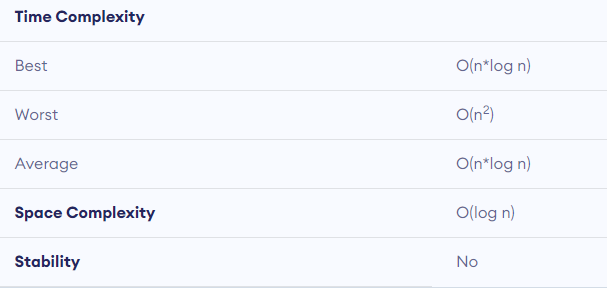 Time Complexity
Best O(n*log n)
Worst O(n²)
Average O(n*log n)
Space Complexity O(log n)
Stability No